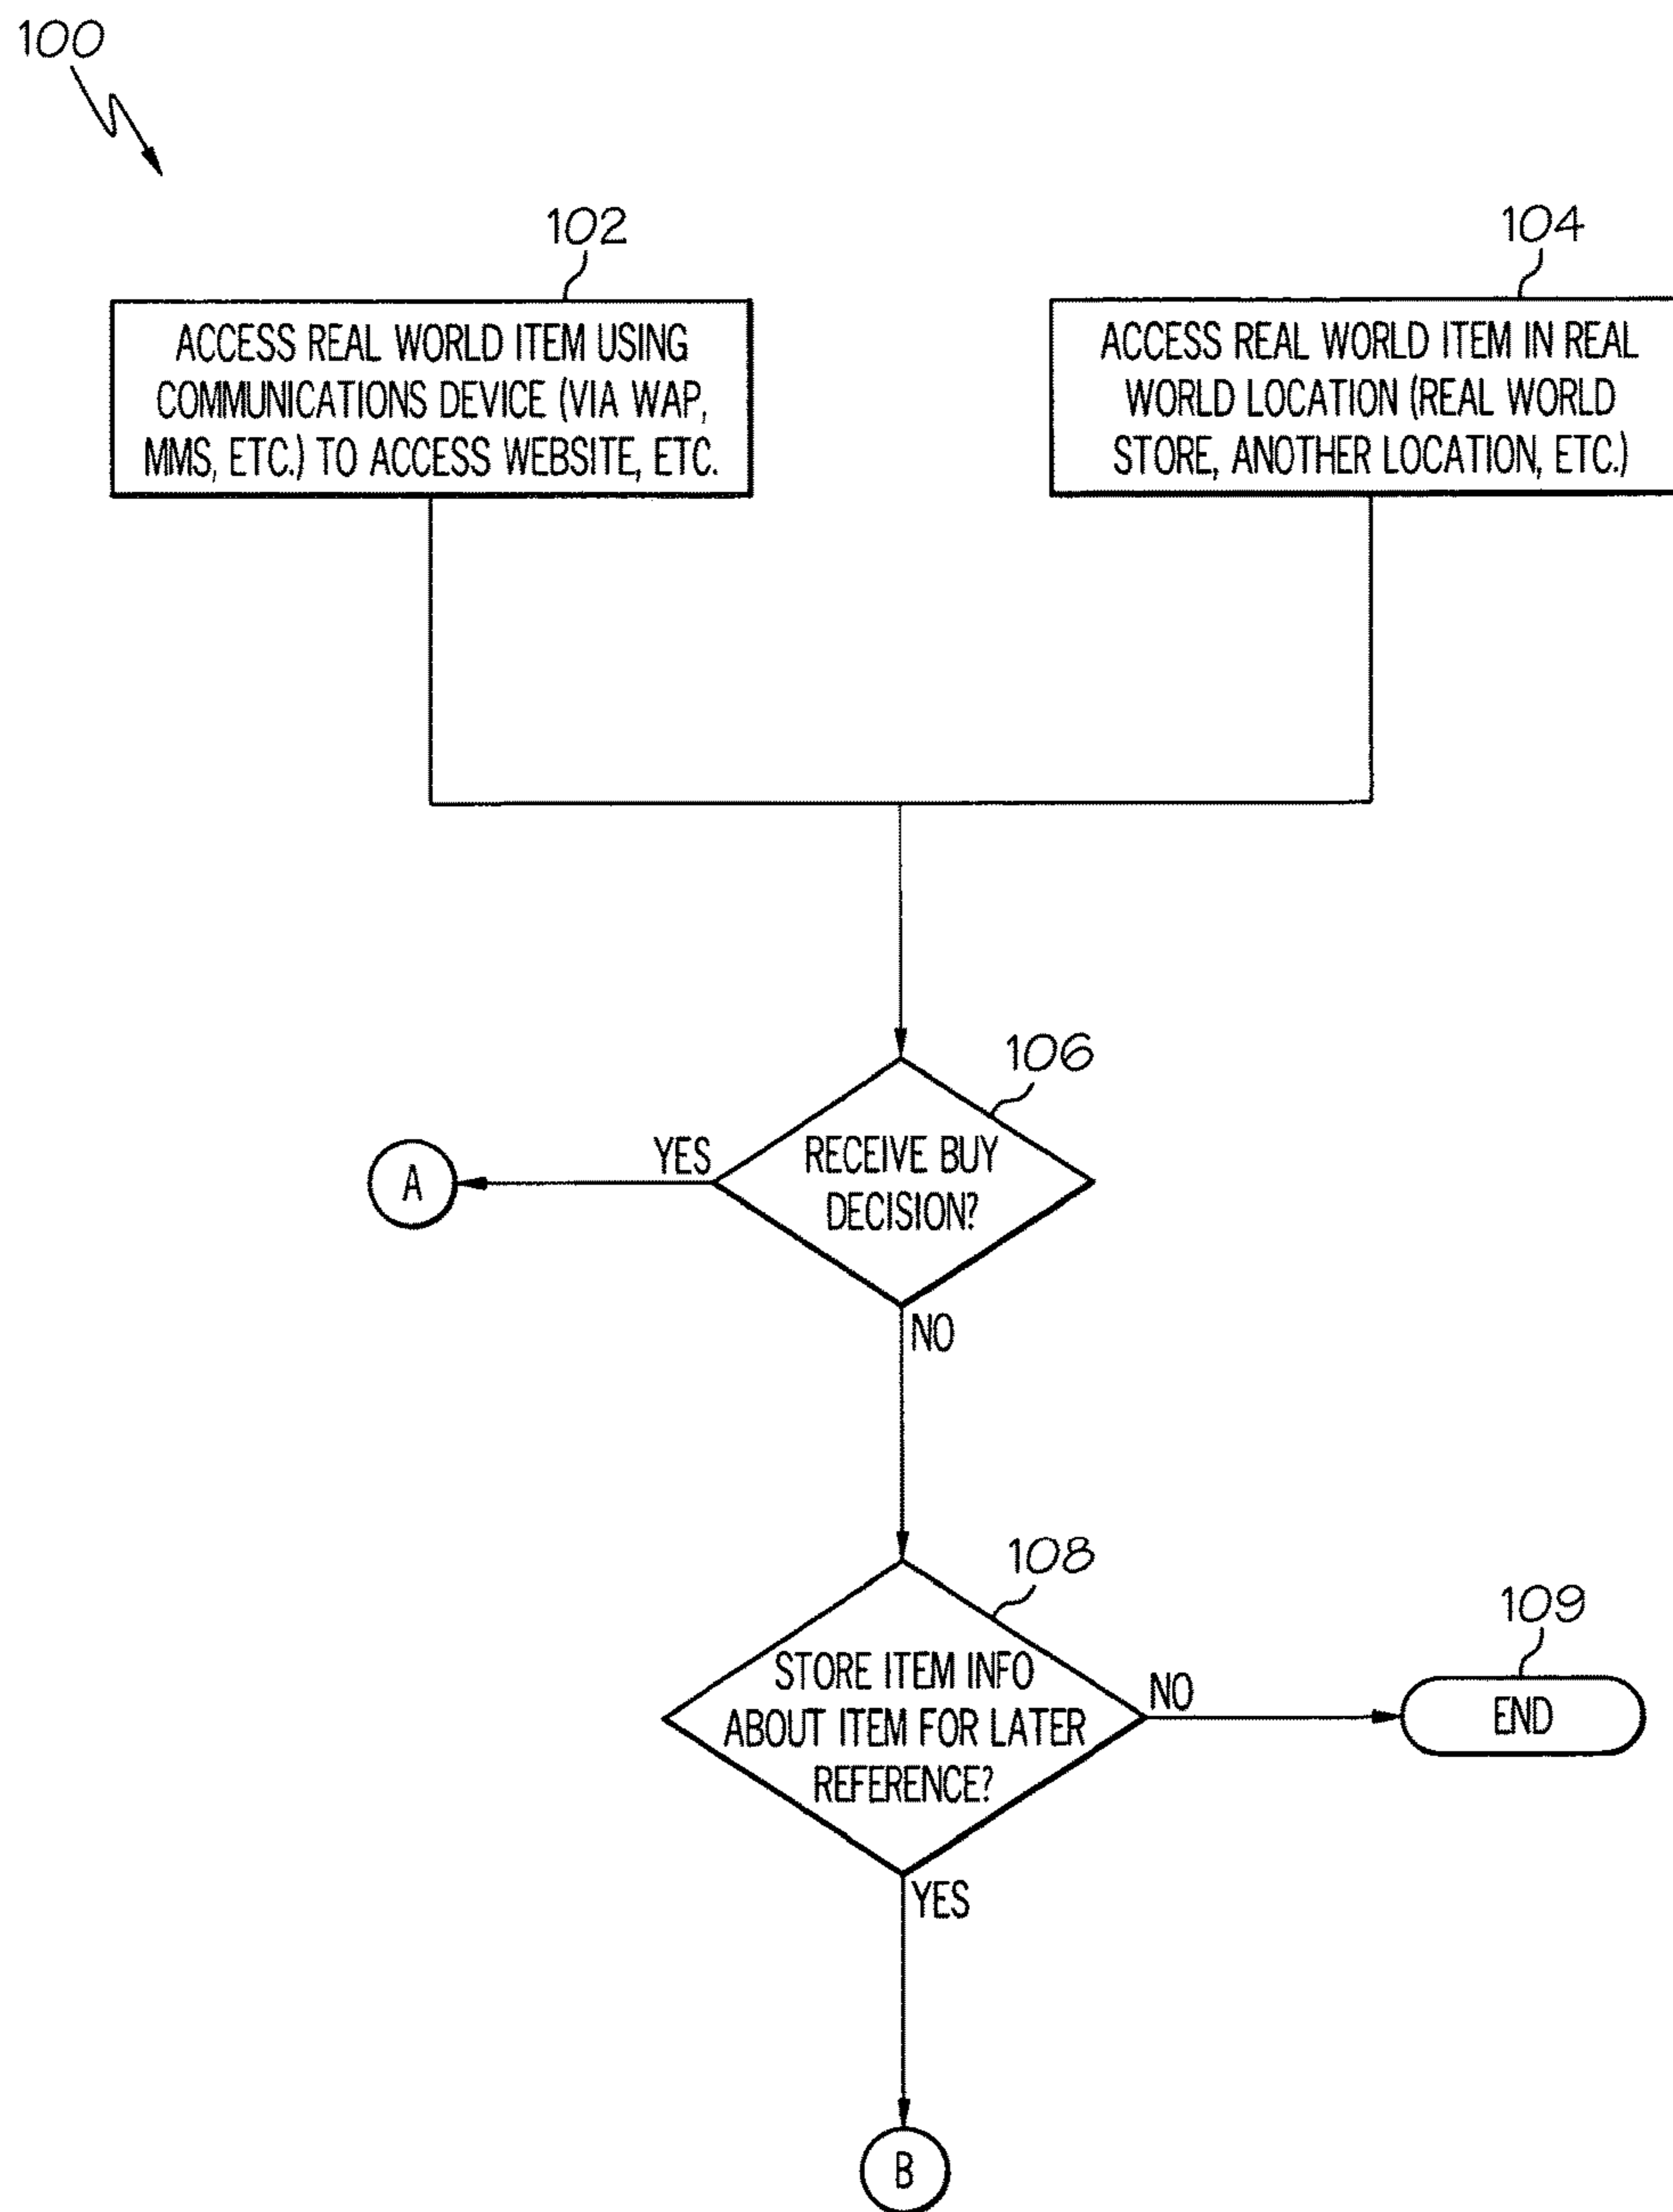 100
102
104
ACCESS REAL WORLD ITEM USING
COMMUNICATIONS DEVICE (VIA WAP,
MMS, ETC.) TO ACCESS WEBSITE, ETC.
ACCESS REAL WORLD ITEM IN REAL
WORLD LOCATION (REAL WORLD
STORE, ANOTHER LOCATION, ETC.)
106
A
YES
RECEIVE BUY
DECISION?
NO
108
109
STORE ITEM INFO
ABOUT ITEM FOR LATER
REFERENCE?
NO
END
YES
B